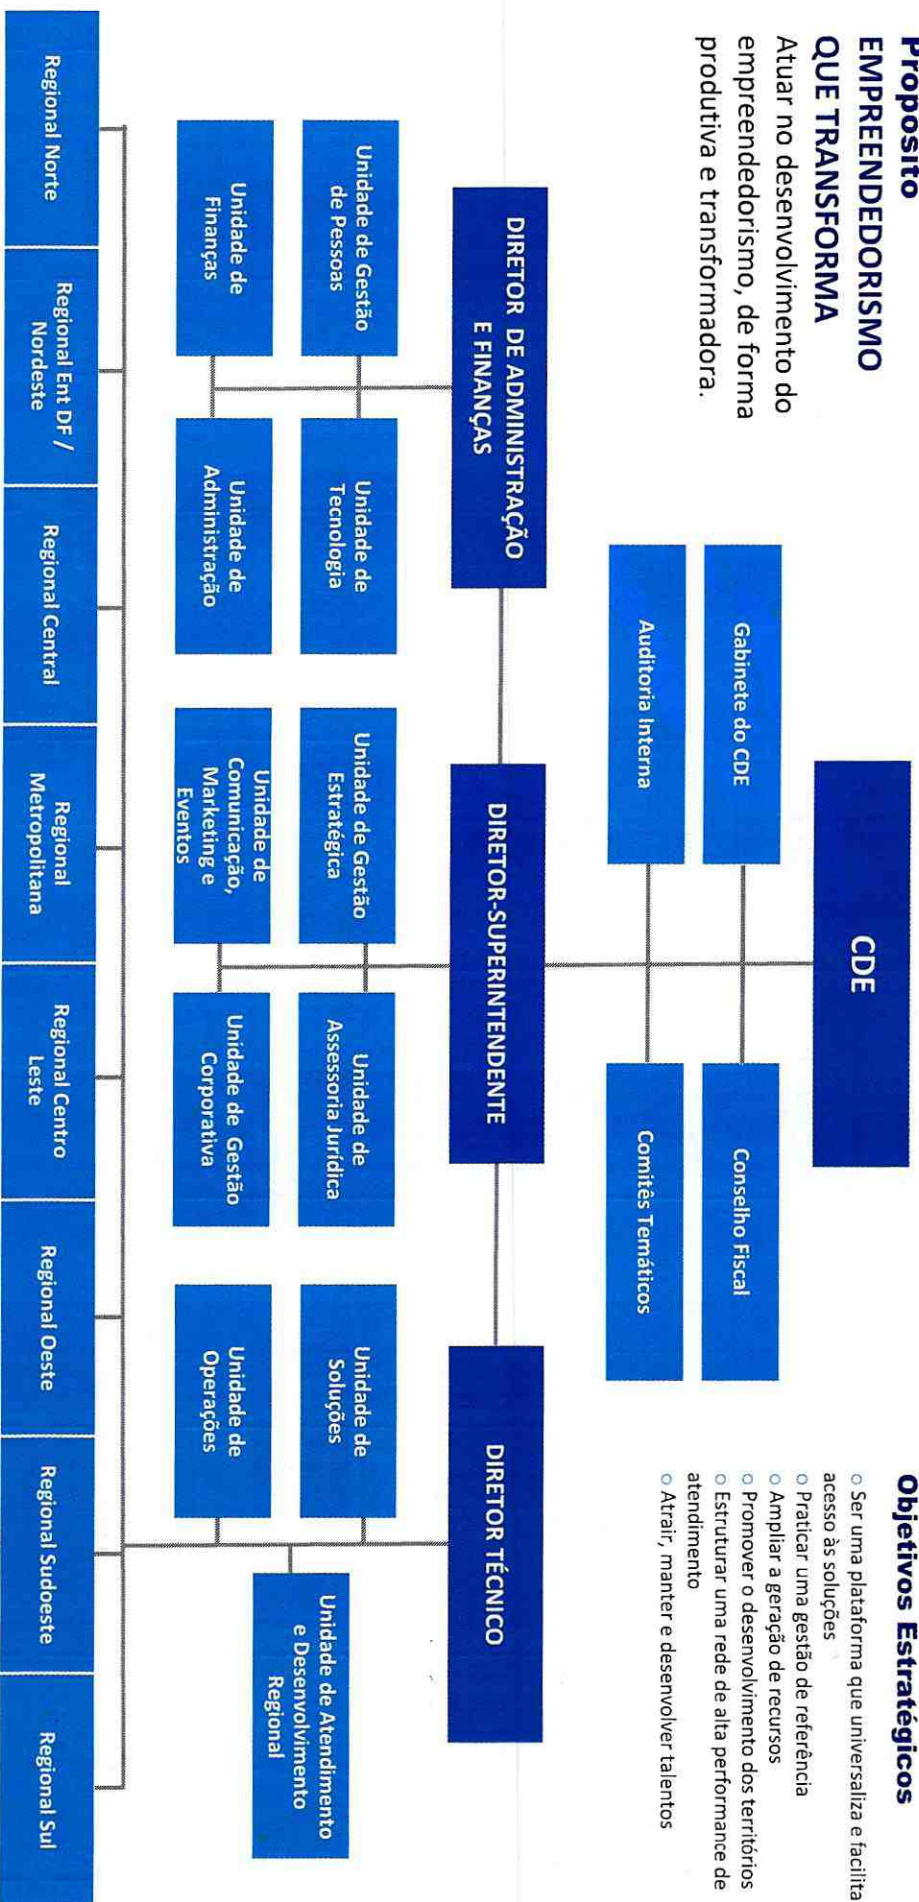 Propósito
EMPREENDEDORISMO
QUE TRANSFORMA
Atuar no desenvolvimento do
empreendedorismo, de forma
produtiva e transformadora.
CDE
Gabinete do CDE
Conselho Fiscal
Auditoria Interna
Comitês Temáticos
Objetivos Estratégicos
○ Ser uma plataforma que universaliza e facilita
acesso às soluções
○ Praticar uma gestão de referência
○ Ampliar a geração de recursos
○ Promover o desenvolvimento dos territórios
○ Estruturar uma rede de alta performance de
atendimento
○ Atrair, manter e desenvolver talentos
DIRETOR DE ADMINISTRAÇÃO
E FINANÇAS
DIRETOR-SUPERINTENDENTE
DIRETOR TÉCNICO
Unidade de Gestão
de Pessoas
Unidade de
Tecnologia
Unidade de
Finanças
Unidade de
Administração
Unidade de Gestão
Estratégica
Unidade de
Assessoria Jurídica
Unidade de
Comunicação,
Marketing e
Eventos
Unidade de Gestão
Corporativa
Unidade de
Soluções
Unidade de Atendimento
e Desenvolvimento
Regional
Unidade de
Operações
Regional Norte
Regional Ent DF /
Nordeste
Regional Central
Regional
Metropolitana
Regional Centro
Leste
Regional Oeste
Regional Sudoeste
Regional Sul